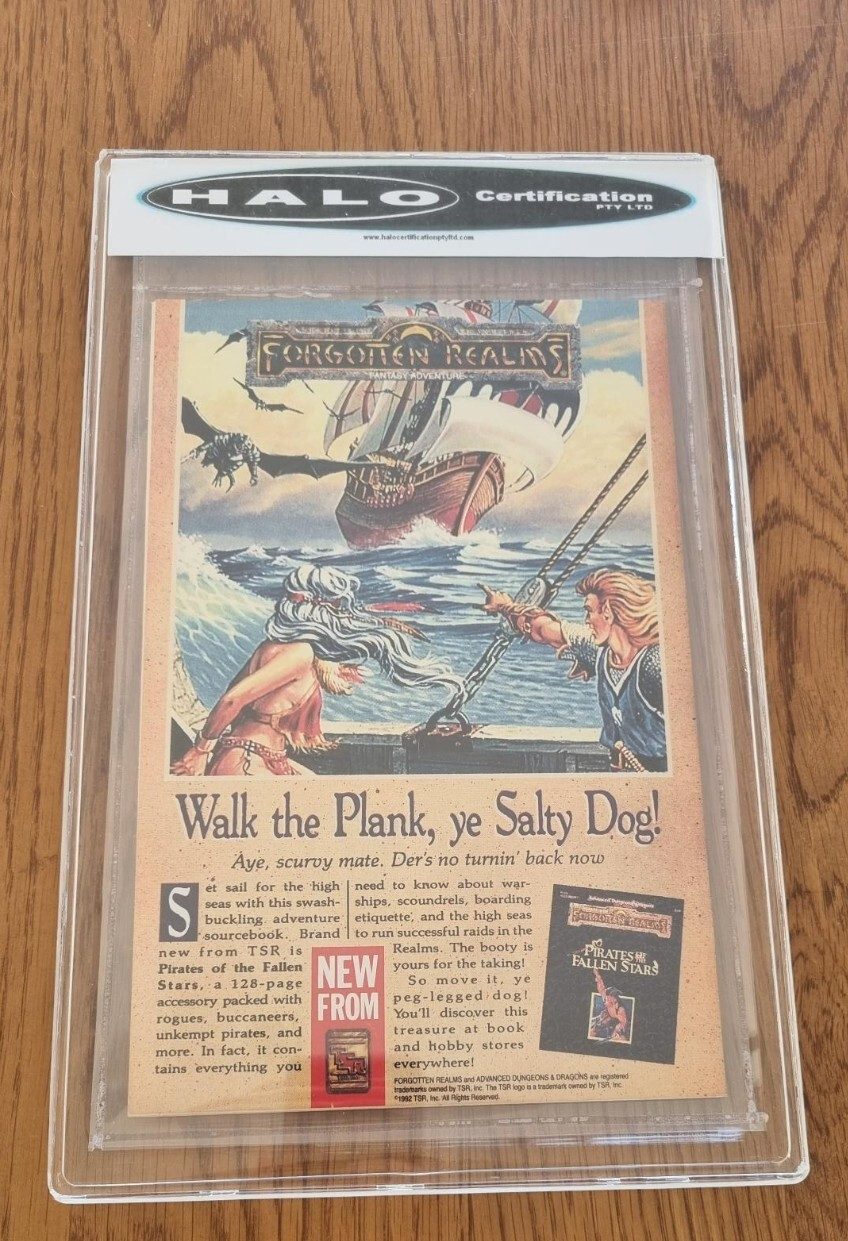 HALO Certification
PTY LTD
www.halocertificationptyltd.com
FORGOTTEN REALMS
FANTASY ADVENTURE
Walk the Plank, ye Salty Dog!
Aye, scurvy mate. Der's no turnin' back now
Set sail for the high
seas with this swash-
buckling adventure
sourcebook. Brand
new from TSR is
Pirates of the Fallen
Stars, a 128-page
accessory packed with
rogues, buccaneers,
unkempt pirates, and
more. In fact, it con-
tains everything you
need to know about war-
ships, scoundrels, boarding
etiquette, and the high seas
to run successful raids in the
Realms. The booty is
yours for the taking!
So move it, ye
peg-legged dog!
You'll discover this
treasure at book
and hobby stores
everywhere!
NEW
FROM
TSR
Advanced Dungeons & Dragons
FORGOTTEN REALMS
PIRATES OF THE
FALLEN STARS
FORGOTTEN REALMS and ADVANCED DUNGEONS & DRAGONS are registered
trademarks owned by TSR, Inc. The TSR logo is a trademark owned by TSR, Inc.
©1992 TSR, Inc. All Rights Reserved.